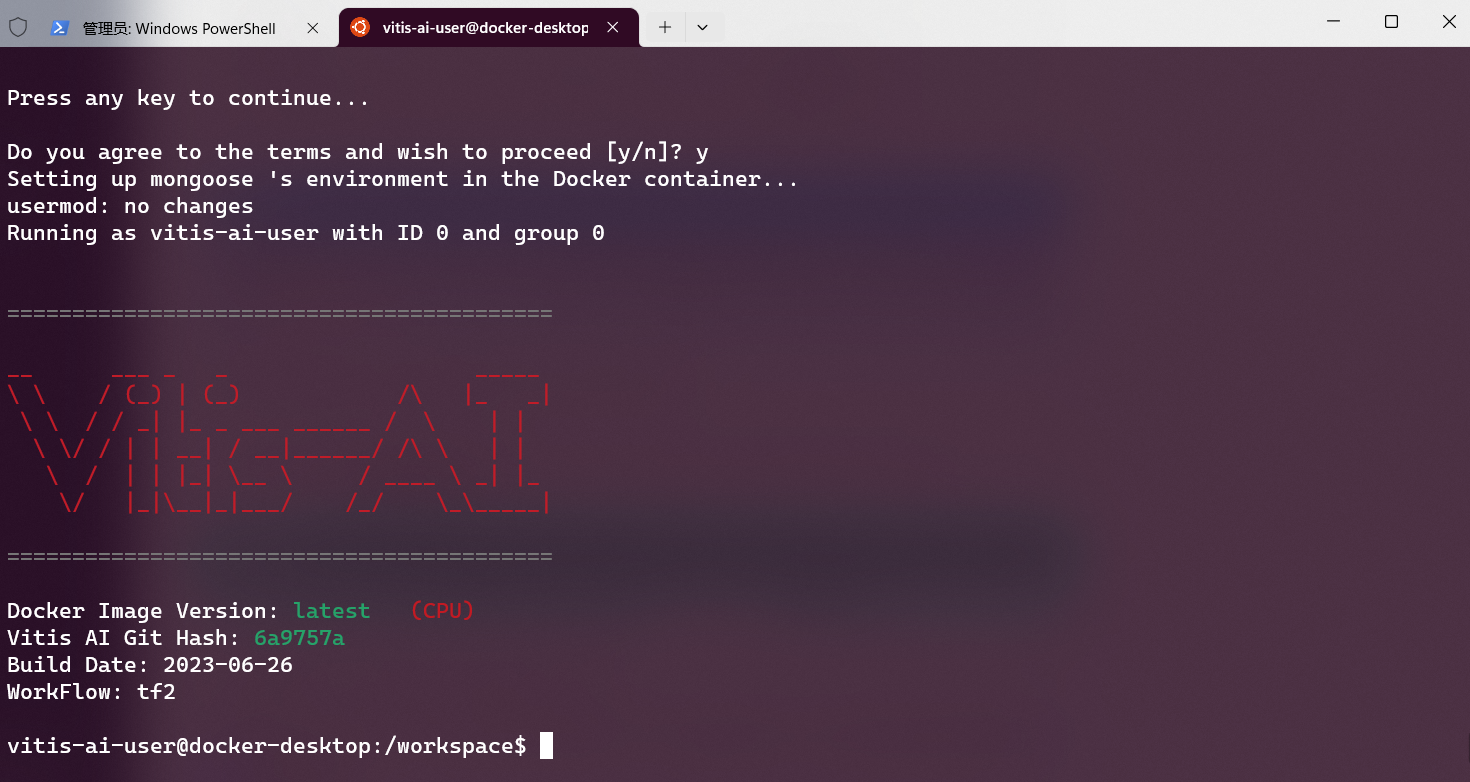 管理员: Windows PowerShell
vitis-ai-user@docker-desktop
Press any key to continue...
Do you agree to the terms and wish to proceed [y/n]? y
Setting up mongoose 's environment in the Docker container...
usermod: no changes
Running as vitis-ai-user with ID 0 and group 0
==========================================
Vitis-AI
==========================================
Docker Image Version: latest (CPU)
Vitis AI Git Hash: 6a9757a
Build Date: 2023-06-26
WorkFlow: tf2
vitis-ai-user@docker-desktop:/workspace$